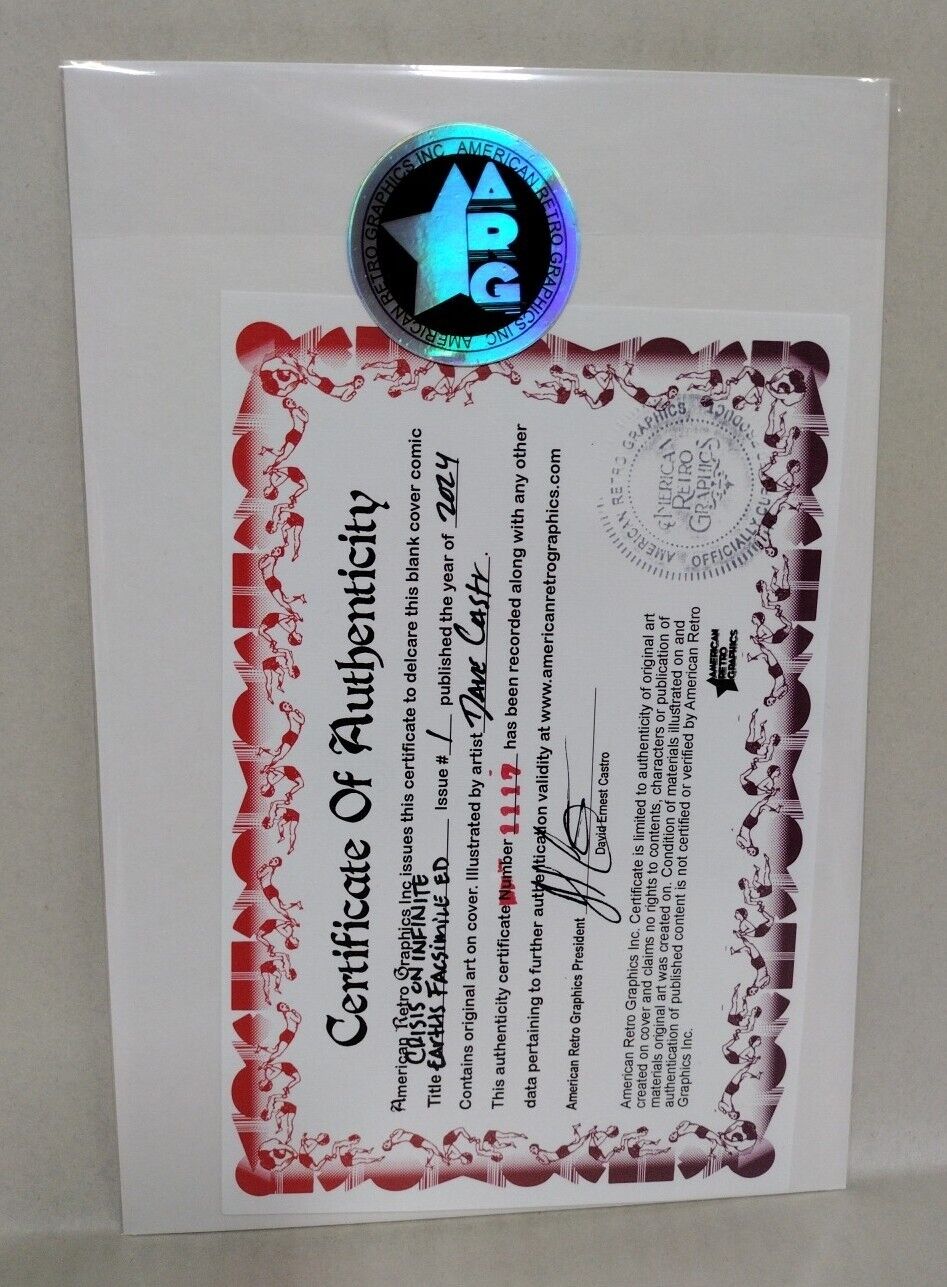 AMERICAN RETRO GRAPHICS INC AMERICAN RETRO GRAPHICS INC
ARG
Certificate Of Authenticity
American Retro Graphics Inc issues this certificate to delcare this blank cover comic
CRISIS ON INFINITE
Title EARTHS FACSIMILE ED Issue # 1 published the year of 2024
Contains original art on cover. Illustrated by artist DAVE CASTR.
This authenticity certificate Number 11117 has been recorded along with any other
data pertaining to further authentication validity at www.americanretrographics.com
American Retro Graphics President
David Ernest Castro
American Retro Graphics Inc. Certificate is limited to authenticity of original art
created on cover and claims no rights to contents, characters or publication of
materials original art was created on. Condition of materials illustrated on and
authentication of published content is not certified or verified by American Retro
Graphics Inc.
AMERICAN
RETRO
GRAPHICS
AMERICAN RETRO GRAPHICS
OFFICIALLY
AMERICAN
RETRO
GRAPHICS